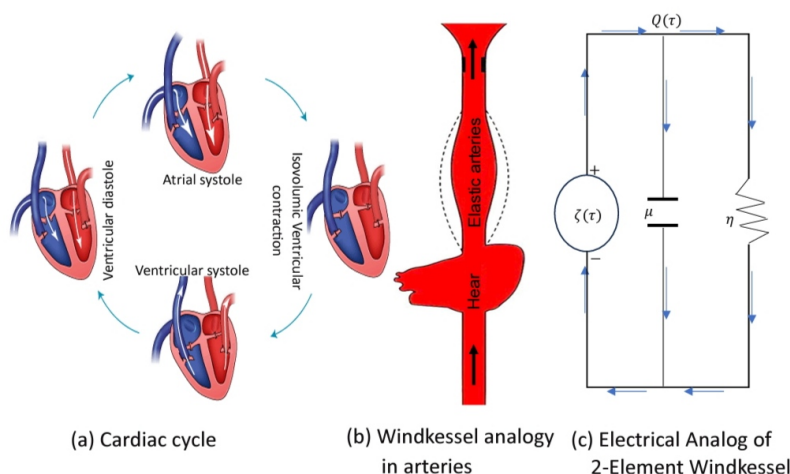 Atrial systole
Ventricular diastole
Isovolumic Ventricular
contraction
Ventricular systole
(a) Cardiac cycle
Elastic arteries
Hear
(b) Windkessel analogy
in arteries
Q(τ)
+
ζ(τ)
−
μ
η
(c) Electrical Analog of
2-Element Windkessel